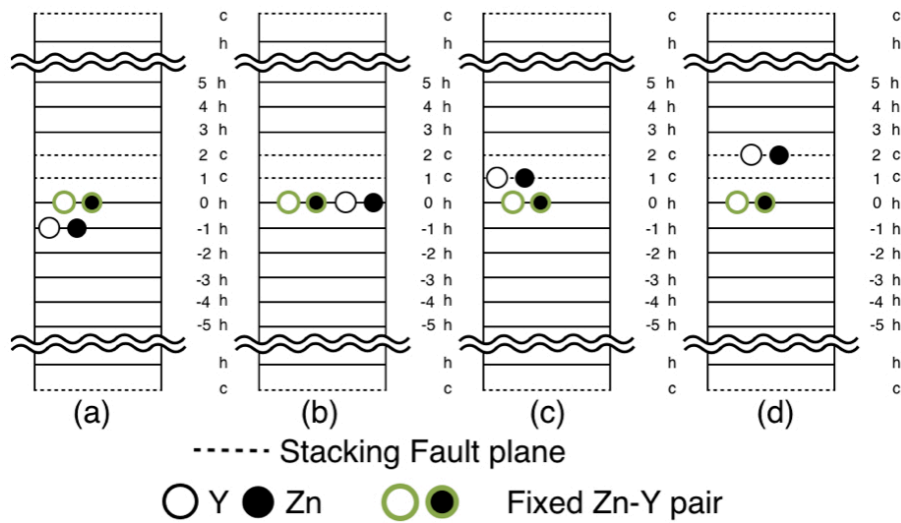 c c c c
h h h h
5 h 5 h 5 h 5 h
4 h 4 h 4 h 4 h
3 h 3 h 3 h 3 h
2 c 2 c 2 c 2 c
1 c 1 c 1 c 1 c
0 h 0 h 0 h 0 h
-1 h -1 h -1 h -1 h
-2 h -2 h -2 h -2 h
-3 h -3 h -3 h -3 h
-4 h -4 h -4 h -4 h
-5 h -5 h -5 h -5 h
h h h h
c c c c
(a) (b) (c) (d)
Stacking Fault plane
Y Zn Fixed Zn-Y pair